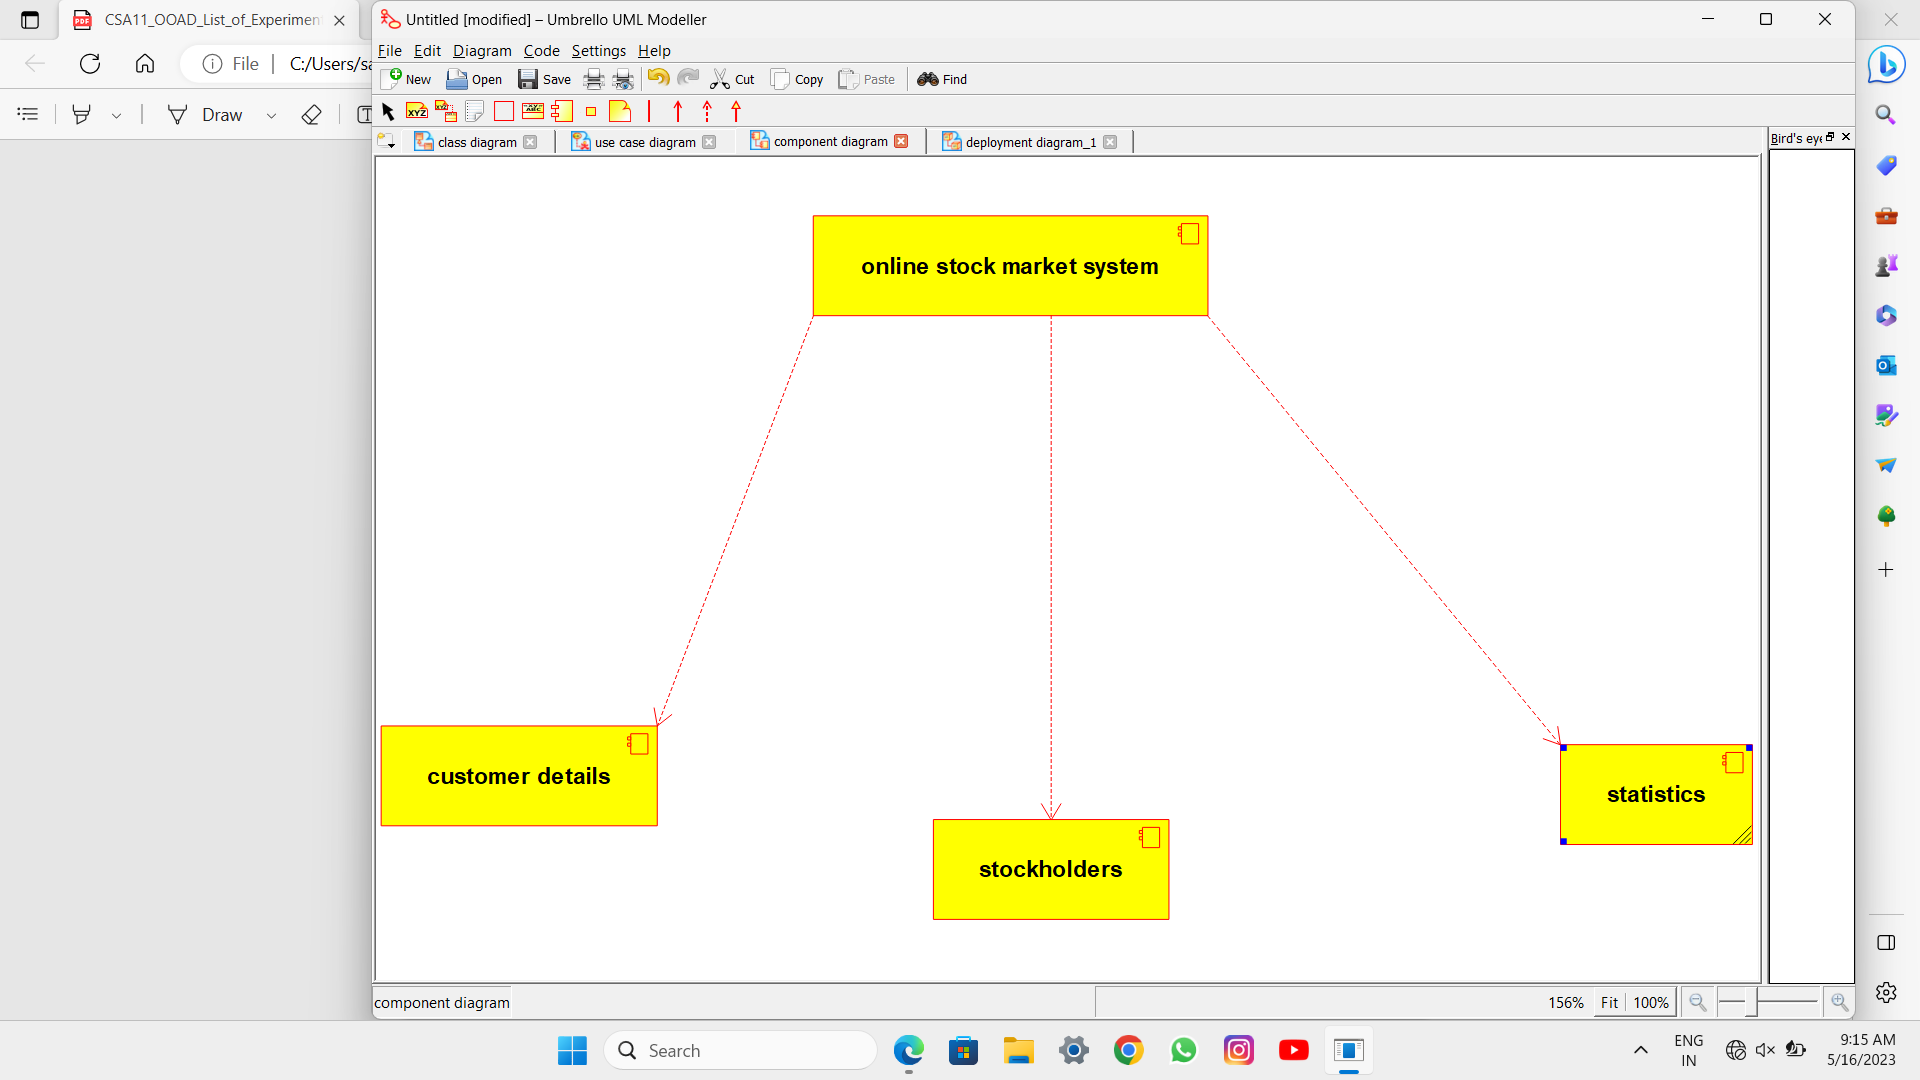 CSA11_OOAD_List_of_Experimen
File
C:/Users/sa
Draw
Untitled [modified] – Umbrello UML Modeller
File Edit Diagram Code Settings Help
New Open Save Cut Copy Paste Find
class diagram
use case diagram
component diagram
deployment diagram_1
Bird's eye
online stock market system
customer details
stockholders
statistics
component diagram
156% Fit 100%
Search
ENG
IN
9:15 AM
5/16/2023